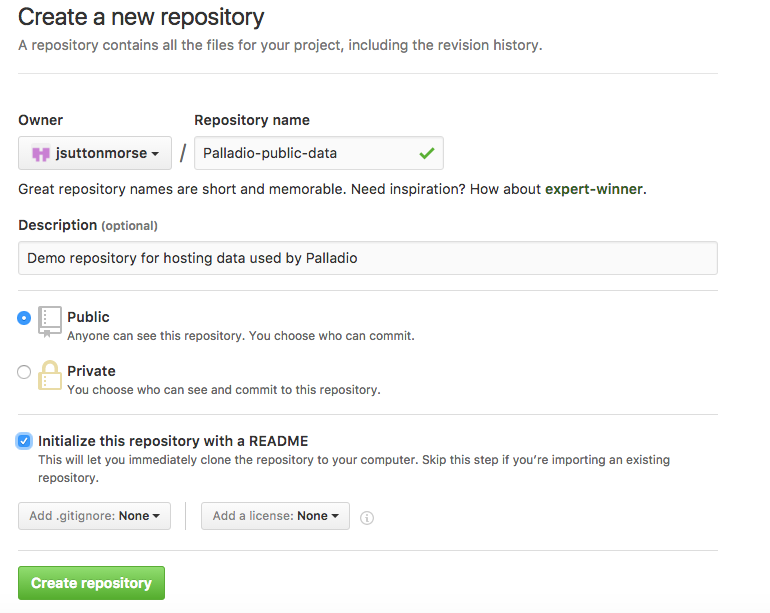 Create a new repository
A repository contains all the files for your project, including the revision history.
Owner Repository name
jsuttonmorse / Palladio-public-data
Great repository names are short and memorable. Need inspiration? How about expert-winner.
Description (optional)
Demo repository for hosting data used by Palladio
Public
Anyone can see this repository. You choose who can commit.
Private
You choose who can see and commit to this repository.
Initialize this repository with a README
This will let you immediately clone the repository to your computer. Skip this step if you’re importing an existing
repository.
Add .gitignore: None Add a license: None
Create repository